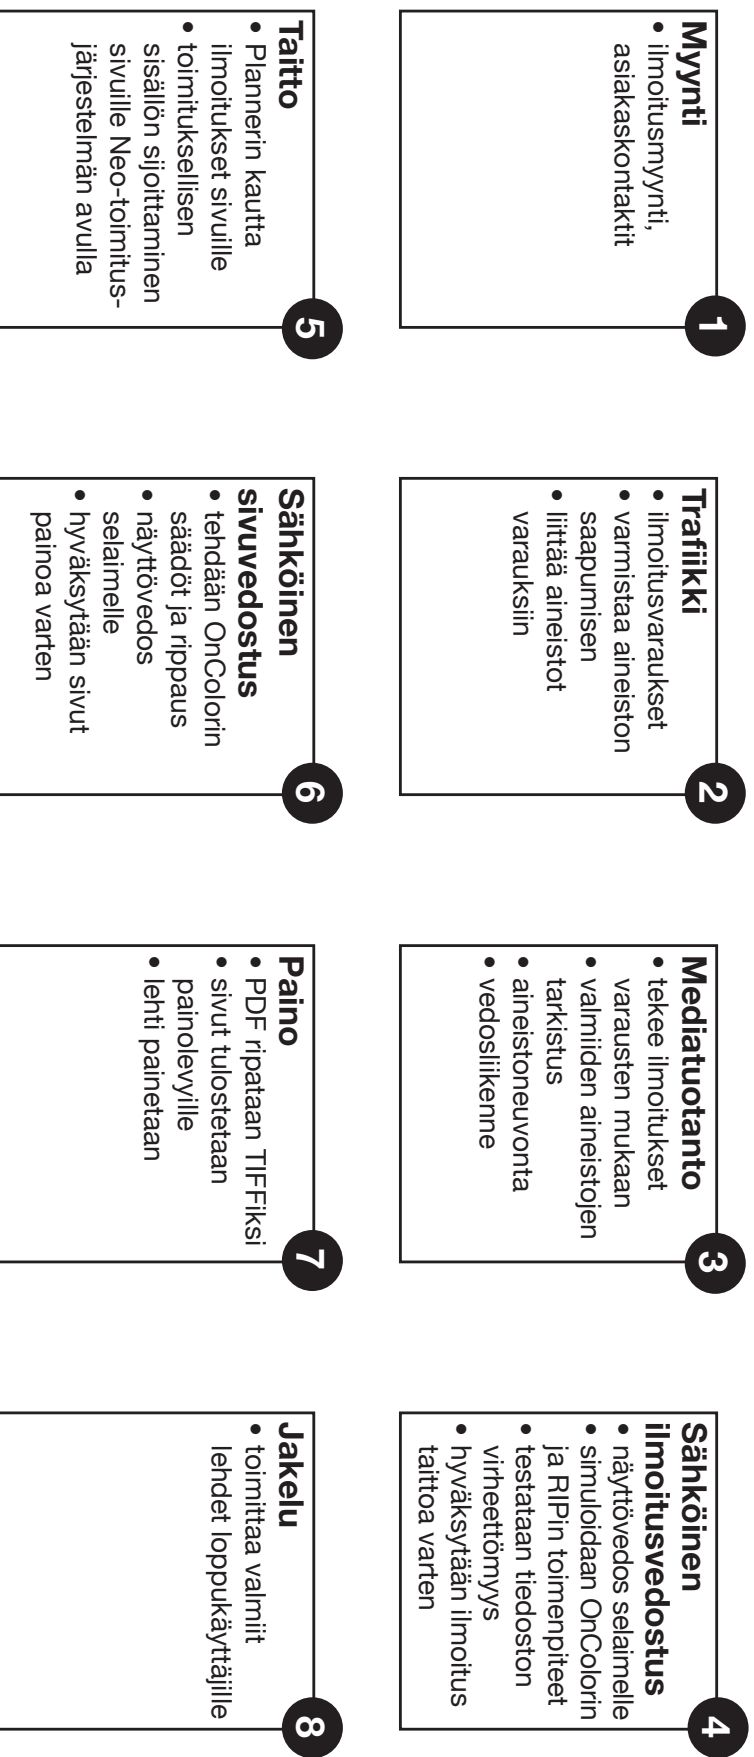 Myynti
• ilmoitusmyynti,
asiakaskontaktit
1
Trafiikki
• ilmoitusvaraukset
• varmistaa aineiston
saapumisen
• liittää aineistot
varauksiin
2
Mediatuotanto
• tekee ilmoitukset
varausten mukaan
• valmiiden aineistojen
tarkistus
• aineistoneuvonta
• vedosliikenne
3
Sähköinen
ilmoitusvedostus
• näyttövedos selaimelle
• simuloidaan OnColorin
ja RIPin toimenpiteet
• testataan tiedoston
virheettömyys
• hyväksytään ilmoitus
taittoa varten
4
Taitto
• Plannerin kautta
ilmoitukset sivuille
• toimituksellisen
sisällön sijoittaminen
sivuille Neo-toimitus-
järjestelmän avulla
5
Sähköinen
sivuvedostus
• tehdään OnColorin
säädöt ja rippaus
• näyttövedos
selaimelle
• hyväksytään sivut
painoa varten
6
Paino
• PDF ripataan TIFFiksi
• sivut tulostetaan
painolevyille
• lehti painetaan
7
Jakelu
• toimittaa valmiit
lehdet loppukäyttäjille
8